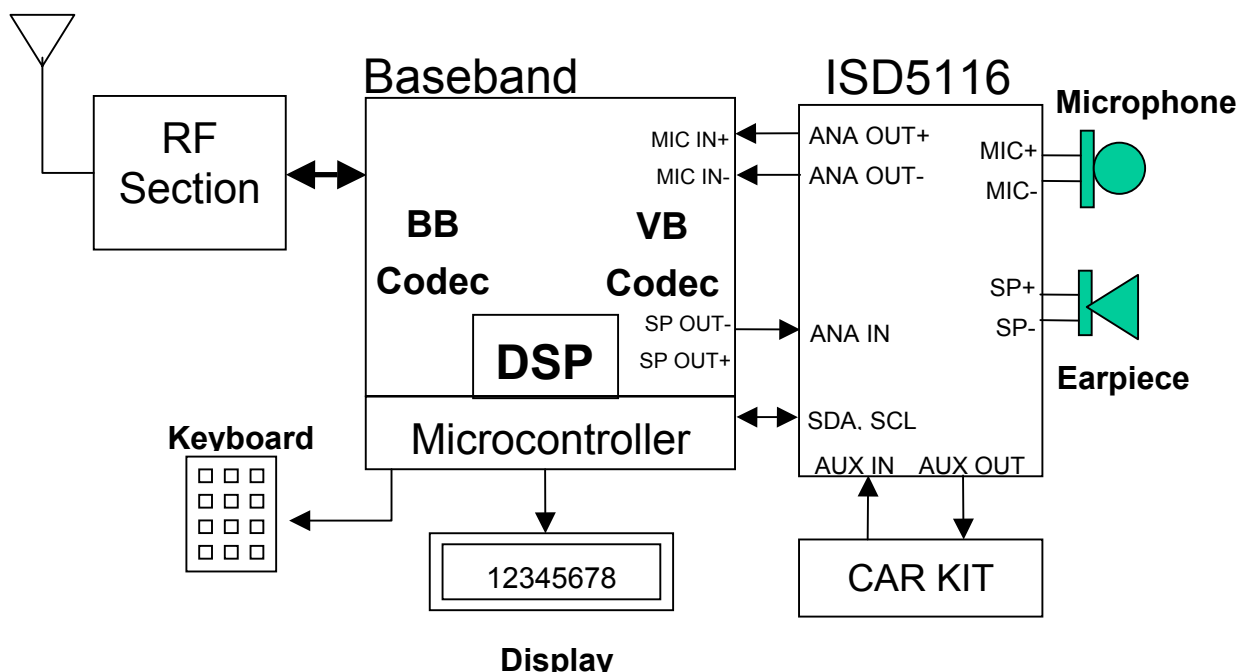 Baseband
ISD5116
Microphone
RF
Section
MIC IN+
MIC IN-
ANA OUT+
ANA OUT-
MIC+
MIC-
BB
Codec
VB
Codec
SP OUT-
SP OUT+
ANA IN
SP+
SP-
Earpiece
DSP
Microcontroller
SDA, SCL
AUX IN AUX OUT
Keyboard
12345678
CAR KIT
Display